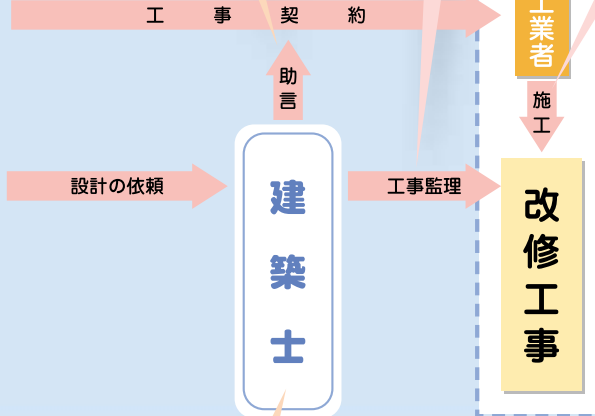 工事契約
工業者
助言
施工
設計の依頼
建築士
工事監理
改修工事